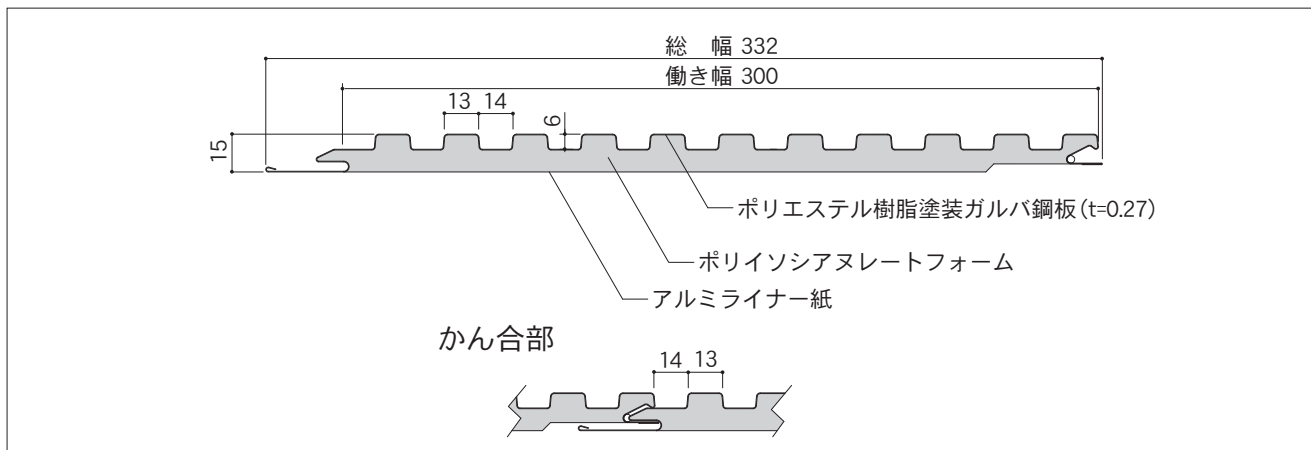 総　幅 332
働き幅 300
13 14
6
15
ポリエステル樹脂塗装ガルバ鋼板(t=0.27)
ポリイソシアヌレートフォーム
アルミライナー紙
かん合部
14 13